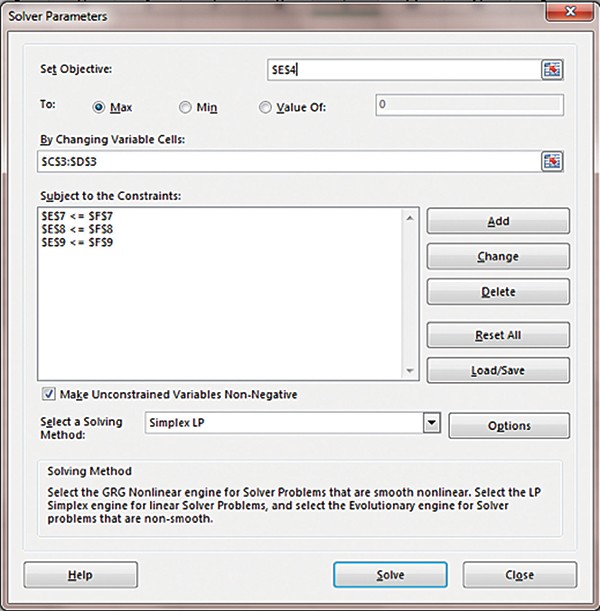 Solver Parameters
Set Objective: $E$4
To: Max Min Value Of: 0
By Changing Variable Cells:
$C$3:$D$3
Subject to the Constraints:
$E$7 <= $F$7
$E$8 <= $F$8
$E$9 <= $F$9
Add
Change
Delete
Reset All
Load/Save
Make Unconstrained Variables Non-Negative
Select a Solving
Method:
Simplex LP
Options
Solving Method
Select the GRG Nonlinear engine for Solver Problems that are smooth nonlinear. Select the LP
Simplex engine for linear Solver Problems, and select the Evolutionary engine for Solver
problems that are non-smooth.
Help Solve Close